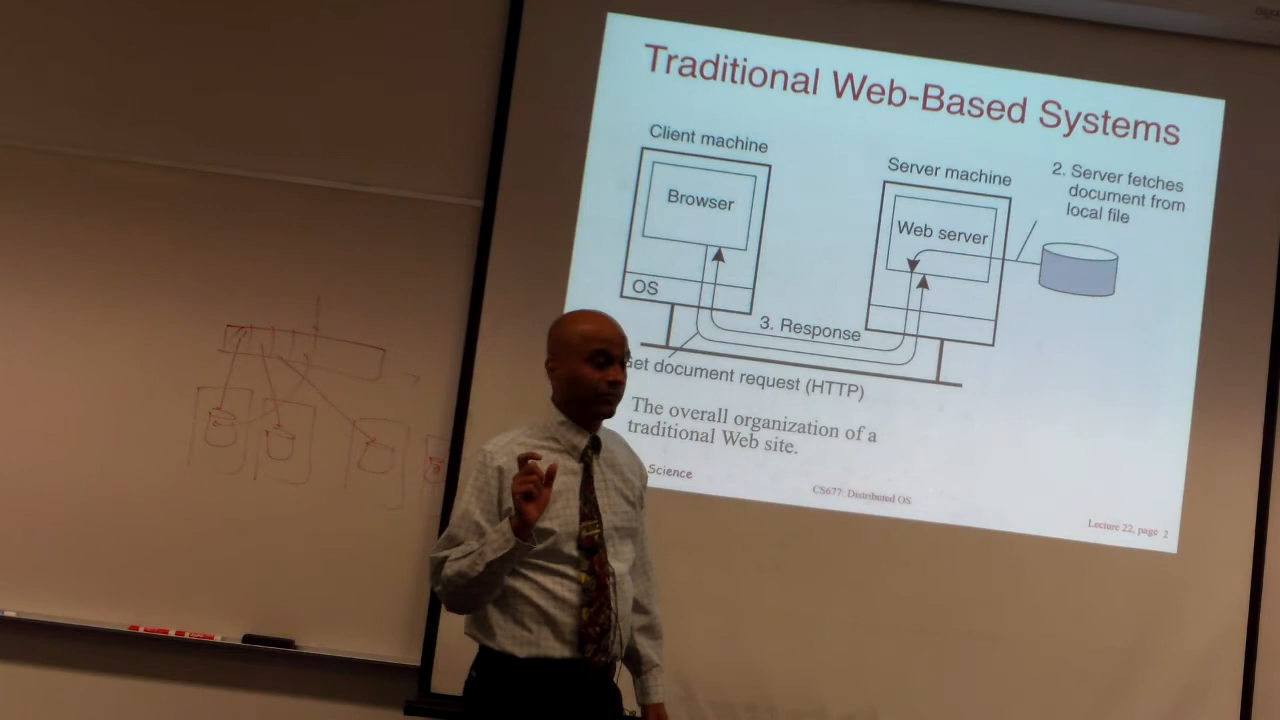 Traditional Web-Based Systems
Client machine
Browser
OS
Server machine
Web server
2. Server fetches
document from
local file
3. Response
Get document request (HTTP)
The overall organization of a
traditional Web site.
Science
CS677: Distributed OS
Lecture 22, page 2